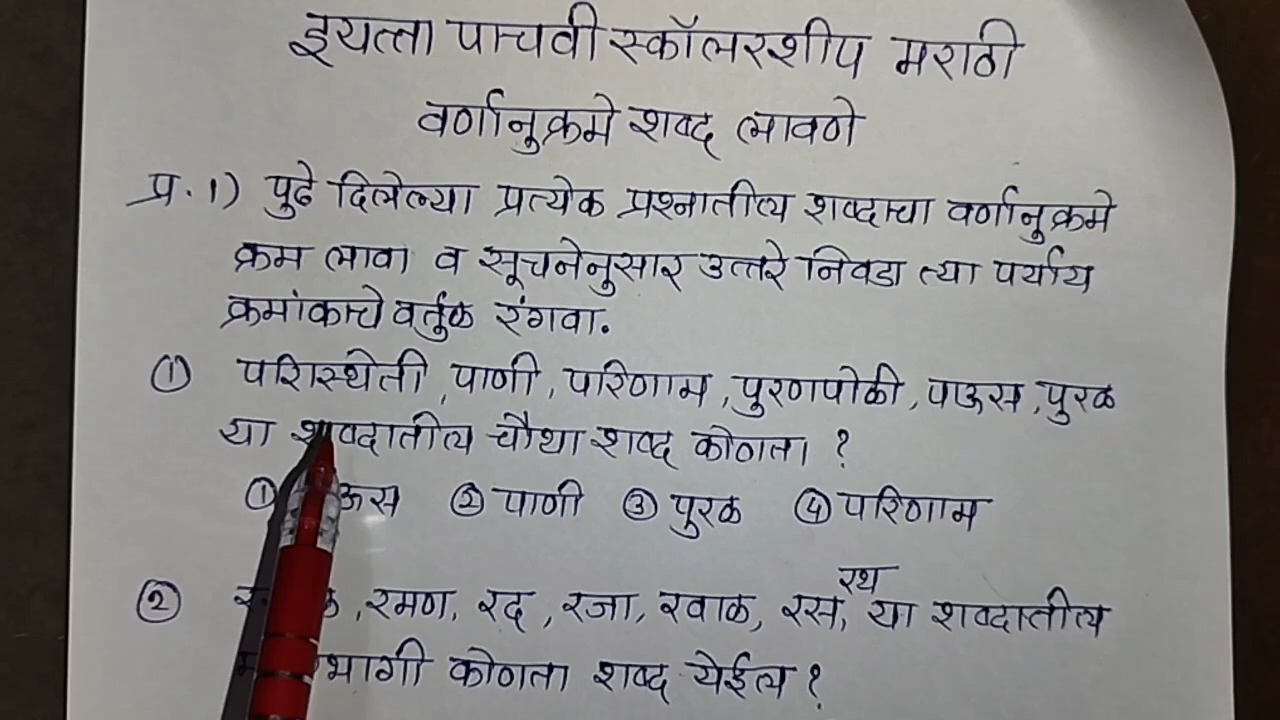 इयत्ता पाचवी स्कॉलरशीप मराठी
वर्णानुक्रमे शब्द लावणे
प्र. 1) पुढे दिलेल्या प्रत्येक प्रश्नातील शब्दाचा वर्णानुक्रमे
क्रम लावा व सूचनेनुसार उत्तरे निवडा त्या पर्याय
क्रमांकाचे वर्तुळ रंगवा.
① परिस्थिती, पाणी, परिणाम, पुरणपोळी, पाऊस, पुरळ
या शब्दातील चौथा शब्द कोणता ?
① ऊस ② पाणी ③ पुरळ ④ परिणाम
② रमण, रद, रजा, रवाळ, रस, रथ या शब्दातील
भागी कोणता शब्द येईल ?